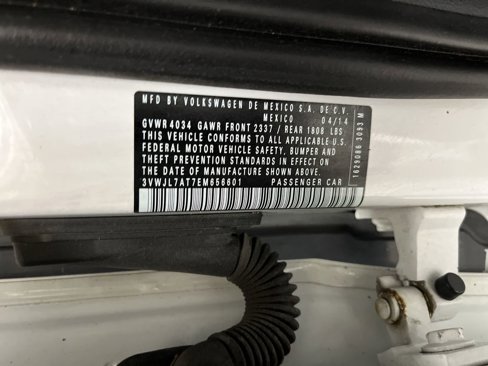 MFD BY VOLKSWAGEN DE MEXICO S.A. DE C.V.
MEXICO 04/14
GVWR 4034 GAWR FRONT 2337 / REAR 1808 LBS
THIS VEHICLE CONFORMS TO ALL APPLICABLE U.S.
FEDERAL MOTOR VEHICLE SAFETY, BUMPER AND
THEFT PREVENTION STANDARDS IN EFFECT ON
THE DATE OF MANUFACTURE SHOWN ABOVE.
3VWJL7AT7EM656601 PASSENGER CAR
1629086 3093 M